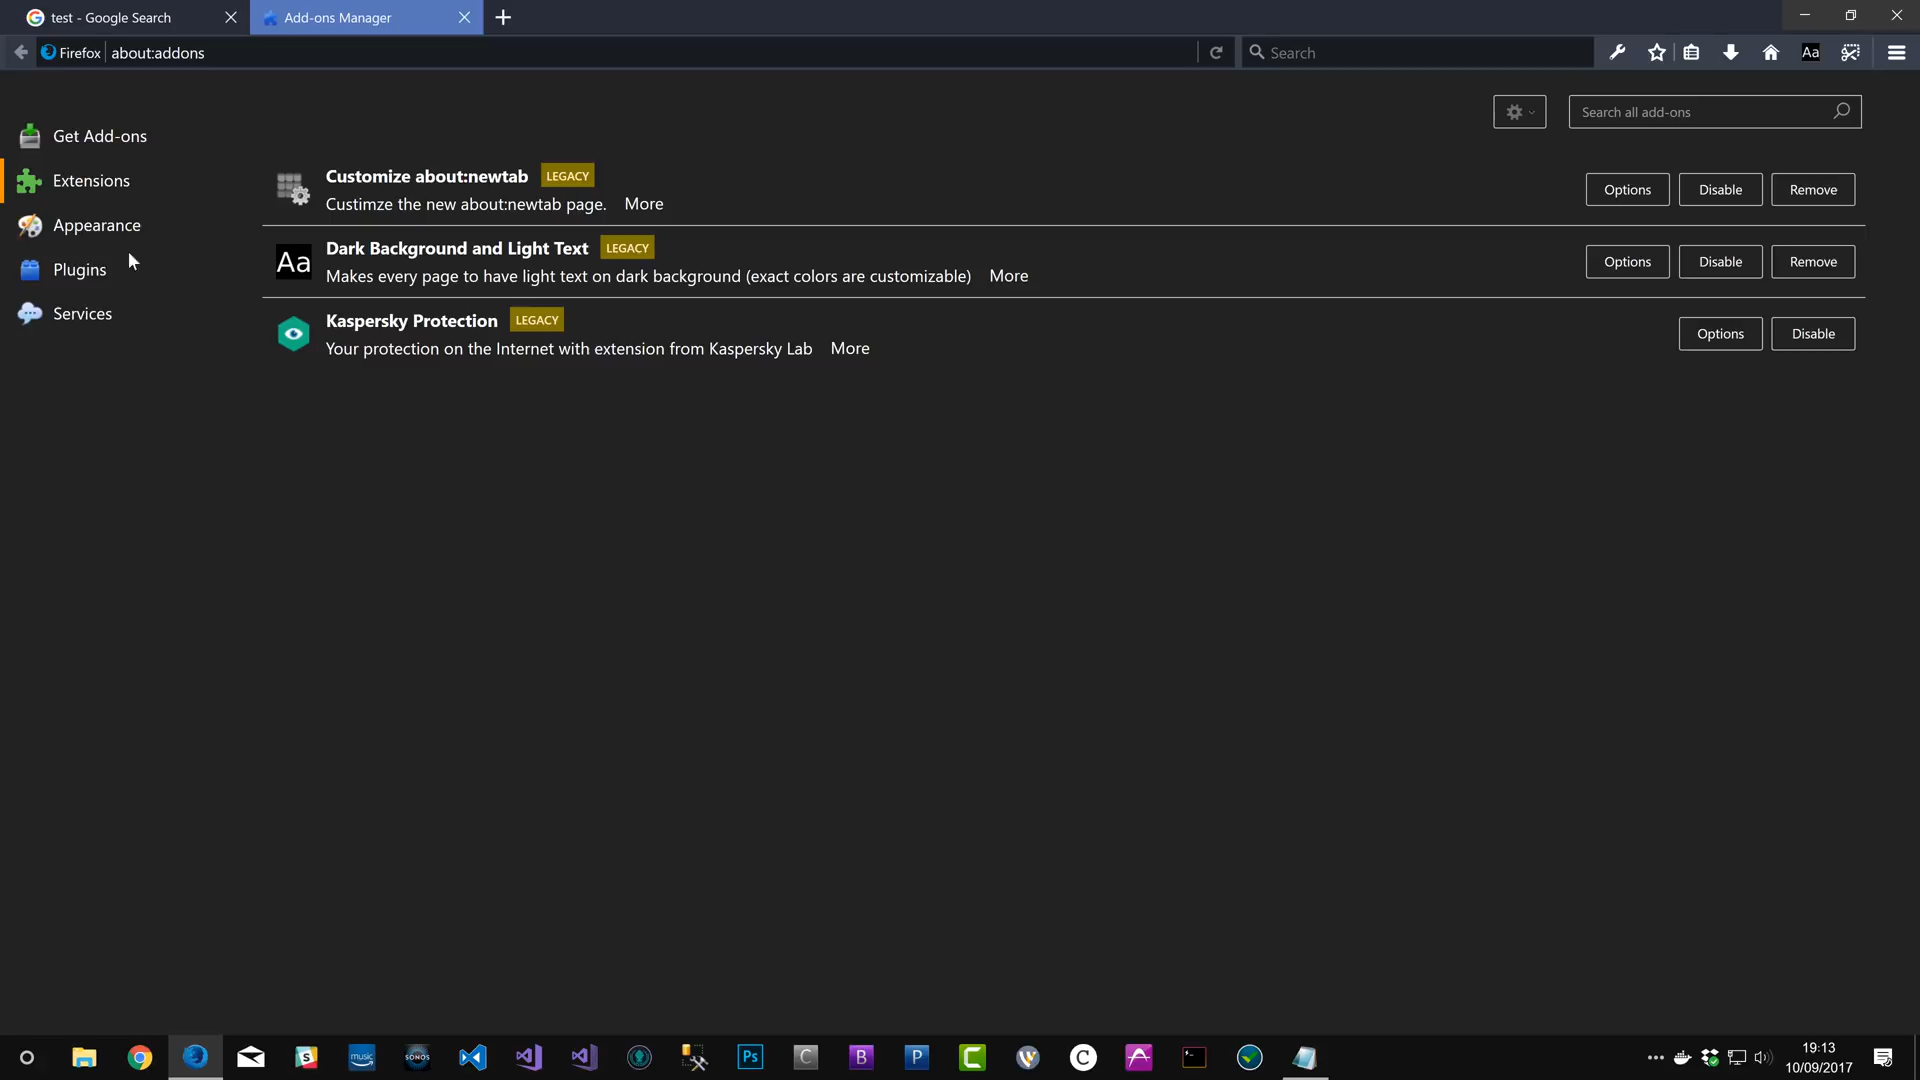 test - Google Search
Add-ons Manager
Firefox
about:addons
Search
Aa
Search all add-ons
Get Add-ons
Extensions
Appearance
Plugins
Services
Customize about:newtab LEGACY
Custimze the new about:newtab page. More
Options Disable Remove
Aa
Dark Background and Light Text LEGACY
Makes every page to have light text on dark background (exact colors are customizable) More
Options Disable Remove
Kaspersky Protection LEGACY
Your protection on the Internet with extension from Kaspersky Lab More
Options Disable
S
music
SONOS
Ps
C
B
P
C
C
19:13
10/09/2017